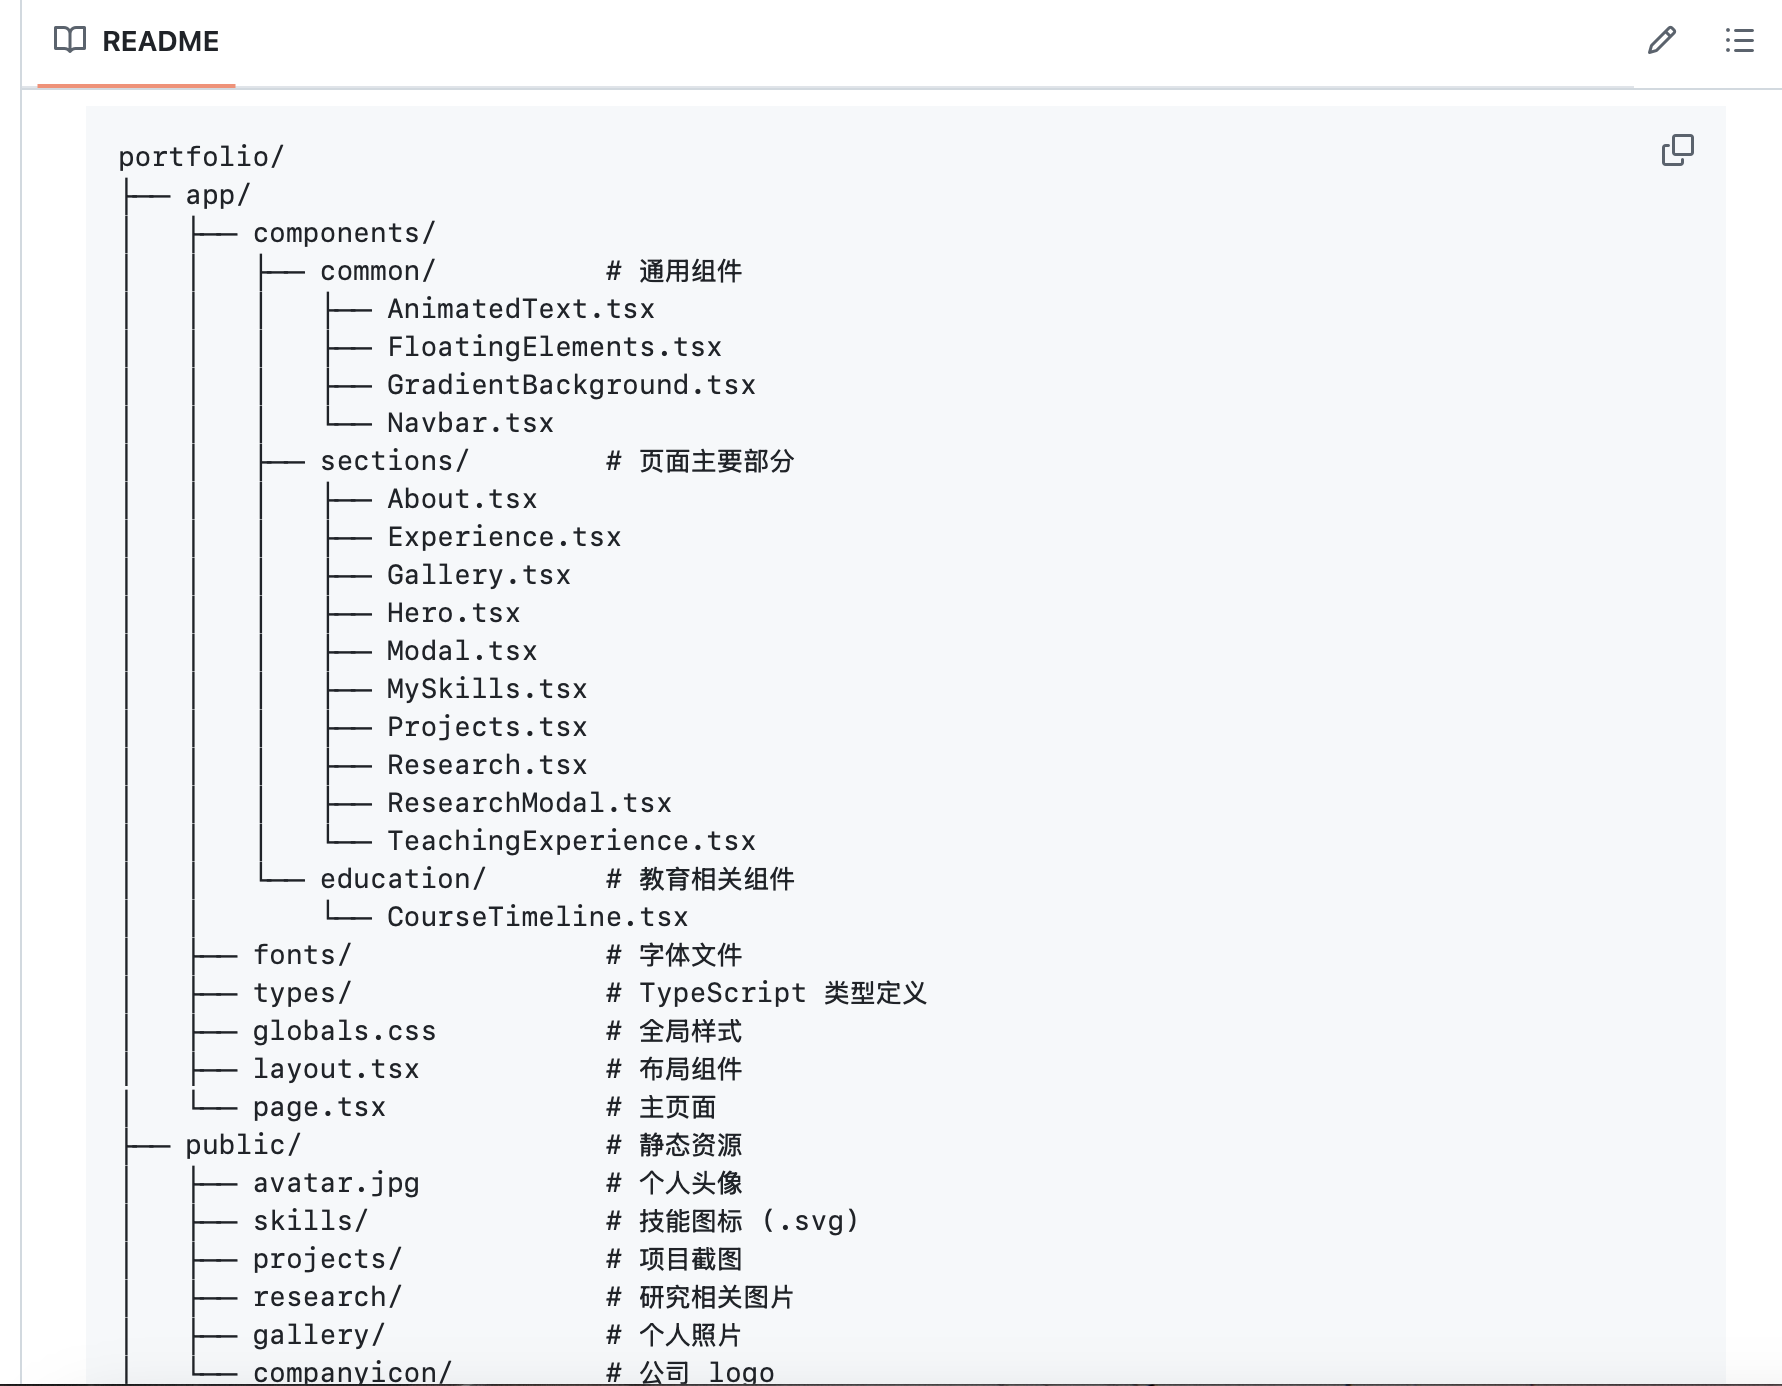 README
portfolio/
├── app/
│   ├── components/
│   │   ├── common/          # 通用组件
│   │   │   ├── AnimatedText.tsx
│   │   │   ├── FloatingElements.tsx
│   │   │   ├── GradientBackground.tsx
│   │   │   └── Navbar.tsx
│   │   ├── sections/        # 页面主要部分
│   │   │   ├── About.tsx
│   │   │   ├── Experience.tsx
│   │   │   ├── Gallery.tsx
│   │   │   ├── Hero.tsx
│   │   │   ├── Modal.tsx
│   │   │   ├── MySkills.tsx
│   │   │   ├── Projects.tsx
│   │   │   ├── Research.tsx
│   │   │   ├── ResearchModal.tsx
│   │   │   └── TeachingExperience.tsx
│   │   └── education/       # 教育相关组件
│   │       └── CourseTimeline.tsx
│   ├── fonts/               # 字体文件
│   ├── types/               # TypeScript 类型定义
│   ├── globals.css          # 全局样式
│   ├── layout.tsx           # 布局组件
│   └── page.tsx             # 主页面
├── public/                  # 静态资源
│   ├── avatar.jpg           # 个人头像
│   ├── skills/              # 技能图标 (.svg)
│   ├── projects/            # 项目截图
│   ├── research/            # 研究相关图片
│   ├── gallery/             # 个人照片
│   └── companyicon/         # 公司 logo